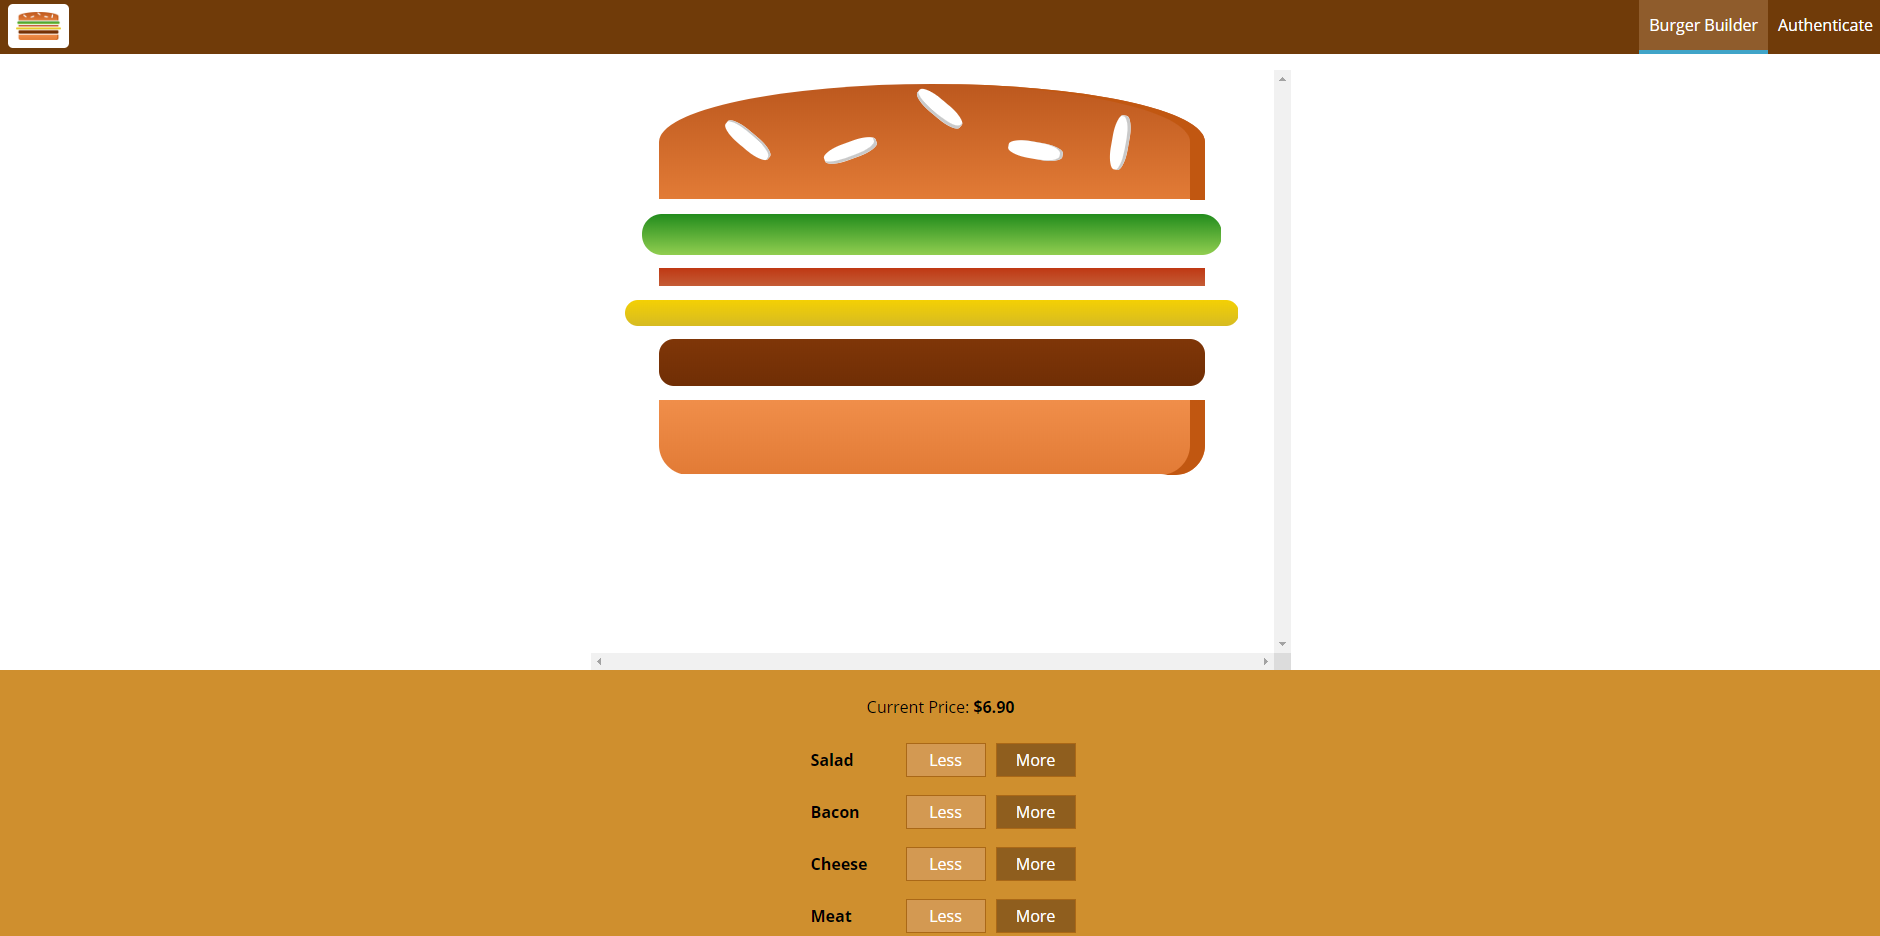 Burger Builder Authenticate
Current Price: $6.90
Salad Less More
Bacon Less More
Cheese Less More
Meat Less More